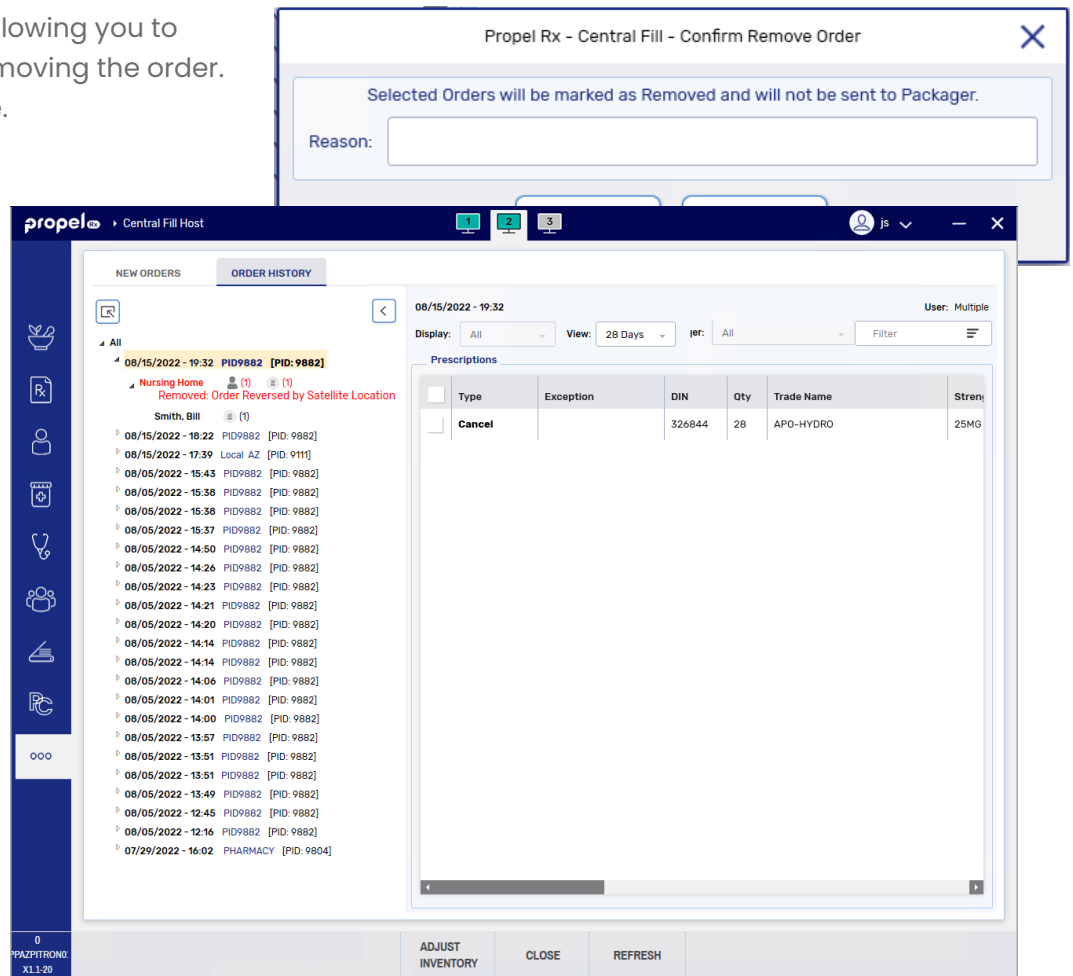 lowing you to
moving the order.
Propel Rx - Central Fill - Confirm Remove Order
Selected Orders will be marked as Removed and will not be sent to Packager.
Reason:
propel Rx Central Fill Host
1 2 3
js
NEW ORDERS ORDER HISTORY
All
08/15/2022 - 19:32 PID9882 [PID: 9882]
Nursing Home (1) (1)
Removed: Order Reversed by Satellite Location
Smith, Bill (1)
08/15/2022 - 18:22 PID9882 [PID: 9882]
08/15/2022 - 17:39 Local AZ [PID: 9111]
08/05/2022 - 15:43 PID9882 [PID: 9882]
08/05/2022 - 15:38 PID9882 [PID: 9882]
08/05/2022 - 15:38 PID9882 [PID: 9882]
08/05/2022 - 15:37 PID9882 [PID: 9882]
08/05/2022 - 14:50 PID9882 [PID: 9882]
08/05/2022 - 14:26 PID9882 [PID: 9882]
08/05/2022 - 14:23 PID9882 [PID: 9882]
08/05/2022 - 14:21 PID9882 [PID: 9882]
08/05/2022 - 14:20 PID9882 [PID: 9882]
08/05/2022 - 14:14 PID9882 [PID: 9882]
08/05/2022 - 14:14 PID9882 [PID: 9882]
08/05/2022 - 14:06 PID9882 [PID: 9882]
08/05/2022 - 14:01 PID9882 [PID: 9882]
08/05/2022 - 14:00 PID9882 [PID: 9882]
08/05/2022 - 13:57 PID9882 [PID: 9882]
08/05/2022 - 13:51 PID9882 [PID: 9882]
08/05/2022 - 13:51 PID9882 [PID: 9882]
08/05/2022 - 13:49 PID9882 [PID: 9882]
08/05/2022 - 12:45 PID9882 [PID: 9882]
08/05/2022 - 12:16 PID9882 [PID: 9882]
07/29/2022 - 16:02 PHARMACY [PID: 9804]
08/15/2022 - 19:32 User: Multiple
Display: All View: 28 Days ger: All Filter
Prescriptions
Type Exception DIN Qty Trade Name Streng
Cancel 326844 28 APO-HYDRO 25MG
0
PPAZPITRON0:
X1.1-20
ADJUST
INVENTORY
CLOSE
REFRESH